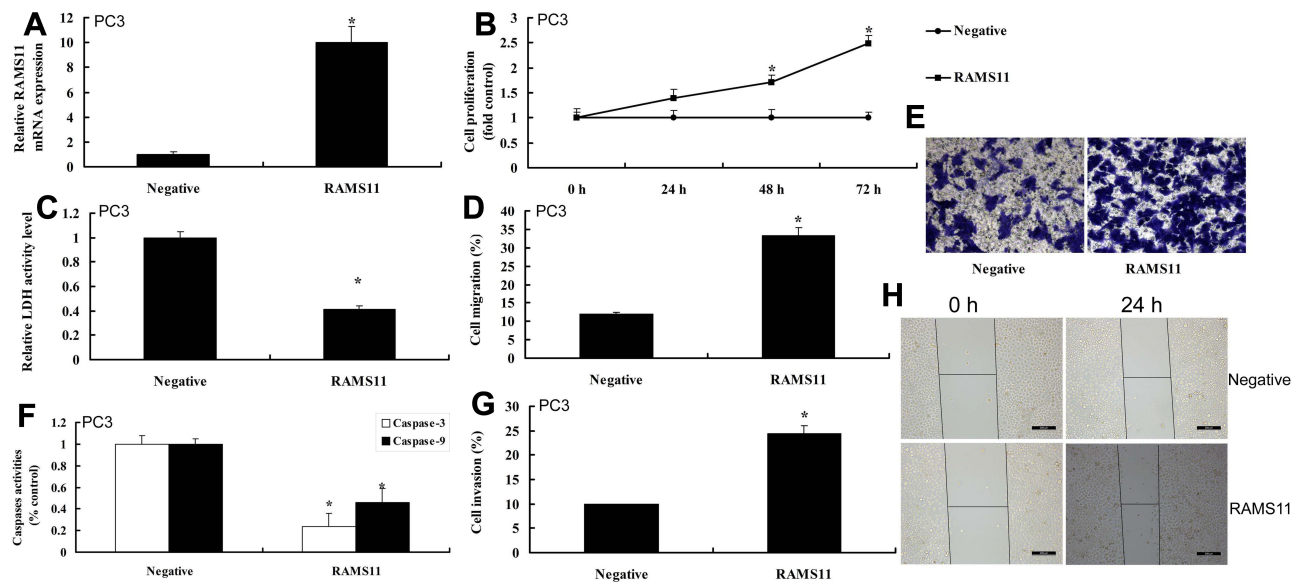 A
PC3
Relative RAMS11
mRNA expression
12
10
8
6
4
2
0
*
Negative
RAMS11
B
PC3
Cell proliferation
(fold control)
3
2.5
2
1.5
1
0.5
0
*
*
0 h
24 h
48 h
72 h
Negative
RAMS11
C
PC3
Relative LDH activity level
1.2
1
0.8
0.6
0.4
0.2
0
*
Negative
RAMS11
D
PC3
Cell migration (%)
40
35
30
25
20
15
10
5
0
*
Negative
RAMS11
E
Negative
RAMS11
F
PC3
Caspases activities
(% control)
1.2
1
0.8
0.6
0.4
0.2
0
Caspase-3
Caspase-9
*
*
Negative
RAMS11
G
PC3
Cell invasion (%)
30
25
20
15
10
5
0
*
Negative
RAMS11
H
0 h
24 h
Negative
RAMS11